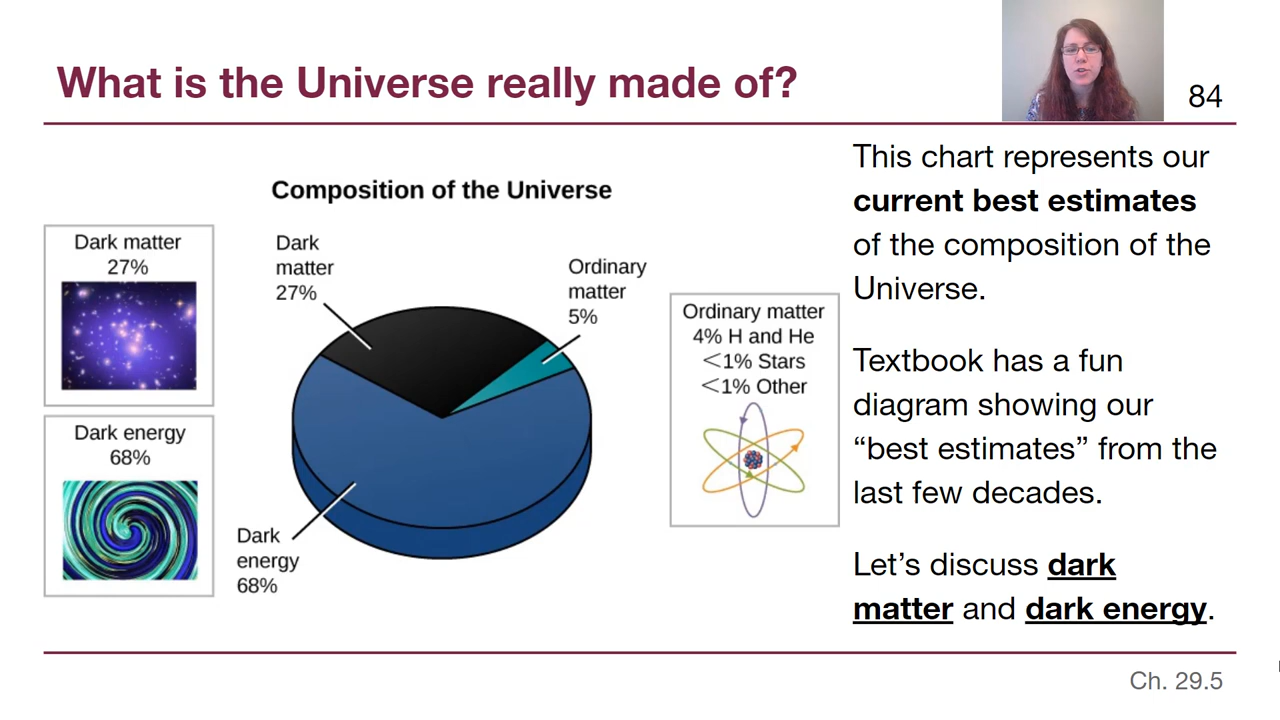 What is the Universe really made of?
84
Composition of the Universe
Dark matter
27%
Dark energy
68%
Dark
matter
27%
Ordinary
matter
5%
Dark
energy
68%
Ordinary matter
4% H and He
<1% Stars
<1% Other
This chart represents our
current best estimates
of the composition of the
Universe.
Textbook has a fun
diagram showing our
“best estimates” from the
last few decades.
Let’s discuss dark
matter and dark energy.
Ch. 29.5